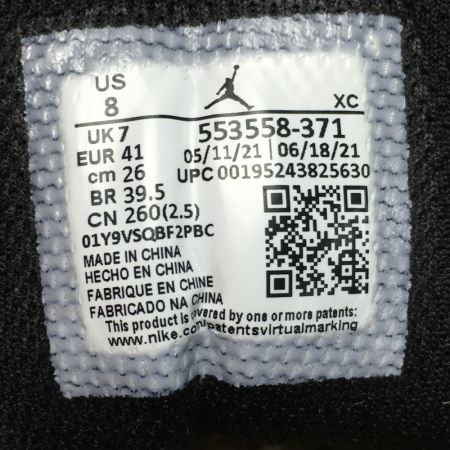 US
8
XC
UK 7
553558-371
EUR 41
05/11/21 | 06/18/21
cm 26
UPC 00195243825630
BR 39.5
CN 260(2.5)
01Y9VSQBF2PBC
MADE IN CHINA
HECHO EN CHINA
FABRIQUE EN CHINE
FABRICADO NA CHINA
This product is covered by one or more patents:
www.nike.com/patentsvirtualmarking